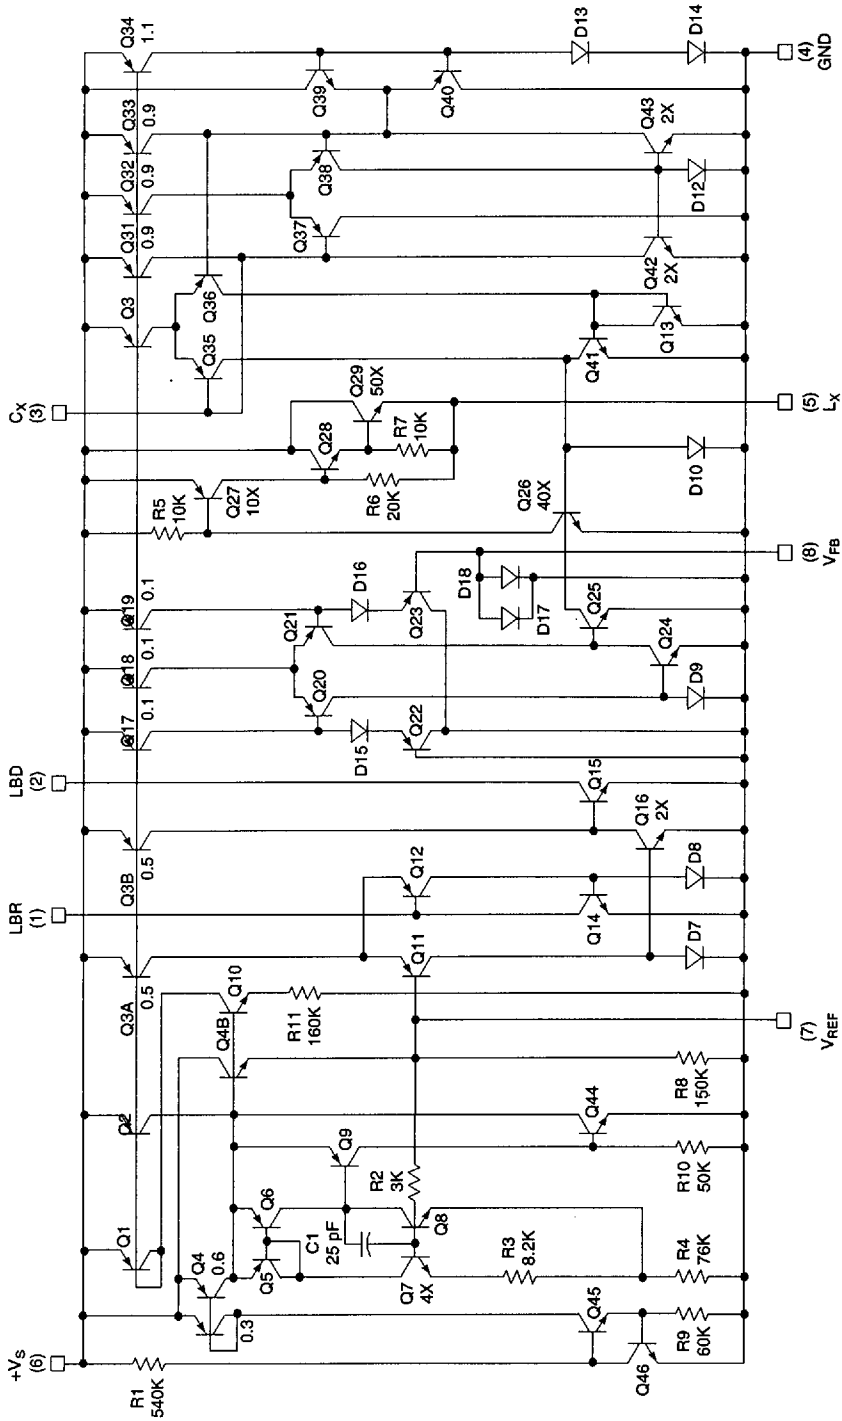 +VS
(6)
LBR
(1)
LBD
(2)
CX
(3)
Q1
Q2
Q3A
0.5
Q3B
0.5
Q17
0.1
Q18
0.1
Q19
0.1
Q3
Q31
0.9
Q32
0.9
Q33
0.9
Q34
1.1
R1
540K
0.3
Q4
0.6
Q4B
Q10
R11
160K
R5
10K
Q27
10X
Q28
Q29
50X
R6
20K
R7
10K
Q35
Q36
Q37
Q38
Q39
Q40
D13
D14
Q5
Q6
Q9
C1
25 pF
R2
3K
Q7
4X
Q8
Q11
Q12
Q20
Q21
D15
D16
Q22
Q23
D18
D17
Q26
40X
D10
Q41
Q13
Q42
2X
Q43
2X
D12
R3
8.2K
R4
76K
Q45
Q46
R9
60K
R10
50K
Q44
R8
150K
Q14
D7
D8
Q15
Q16
2X
D9
Q24
Q25
(7)
VREF
(8)
VFB
(5)
LX
(4)
GND